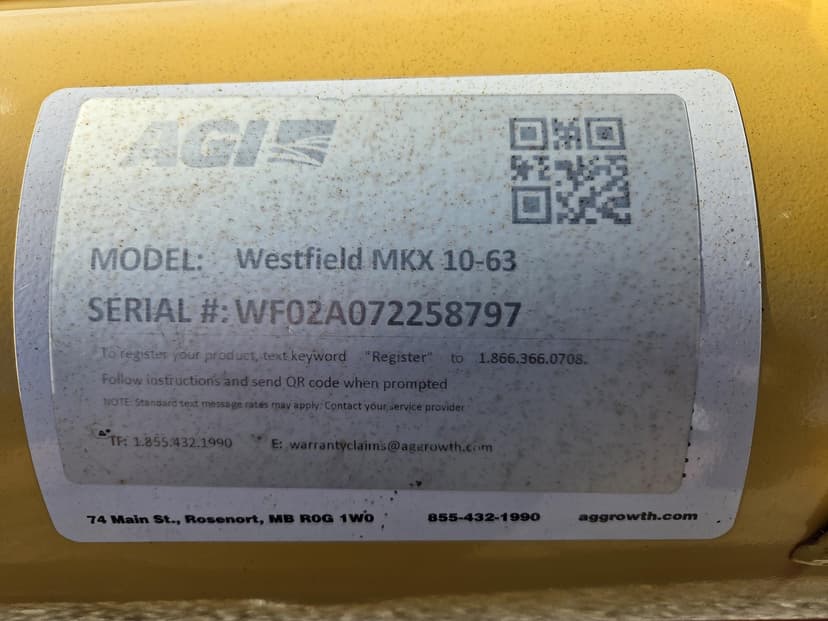 AGI
MODEL: Westfield MKX 10-63
SERIAL #: WF02A072258797
To register your product, text keyword "Register" to 1.866.366.0708.
Follow instructions and send QR code when prompted
NOTE: Standard text message rates may apply. Contact your service provider
TF: 1.855.432.1990 E: warrantyclaims@aggrowth.com
74 Main St., Rosenort, MB R0G 1W0 855-432-1990 aggrowth.com